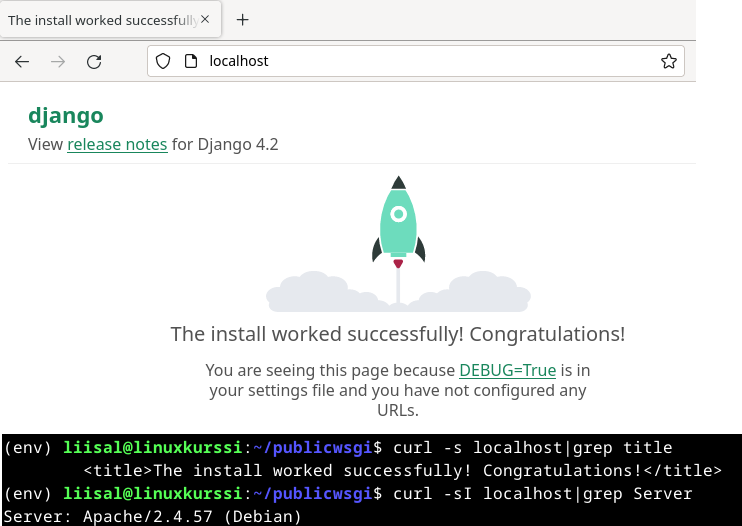 The install worked successfully
localhost
django
View release notes for Django 4.2
The install worked successfully! Congratulations!
You are seeing this page because DEBUG=True is in
your settings file and you have not configured any
URLs.
(env) liisal@linuxkurssi:~/publicwsgi$ curl -s localhost|grep title
        <title>The install worked successfully! Congratulations!</title>
(env) liisal@linuxkurssi:~/publicwsgi$ curl -sI localhost|grep Server
Server: Apache/2.4.57 (Debian)